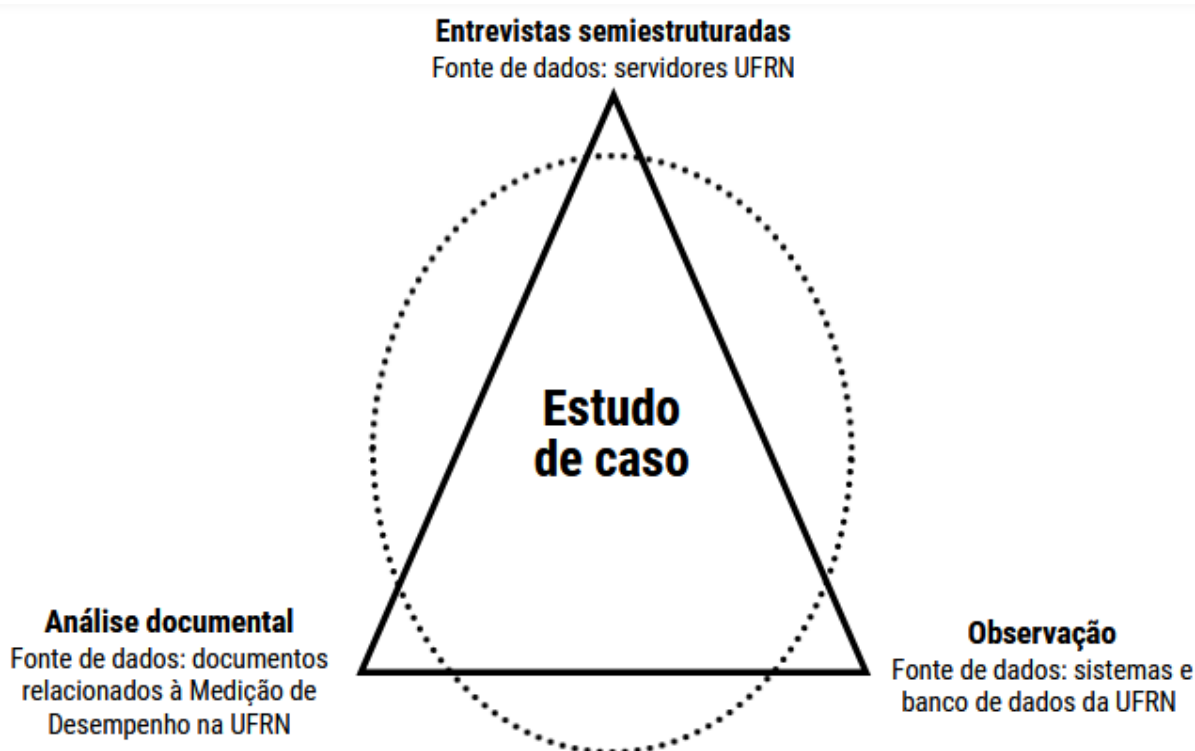 Entrevistas semiestruturadas
Fonte de dados: servidores UFRN
Estudo
de caso
Análise documental
Fonte de dados: documentos
relacionados à Medição de
Desempenho na UFRN
Observação
Fonte de dados: sistemas e
banco de dados da UFRN